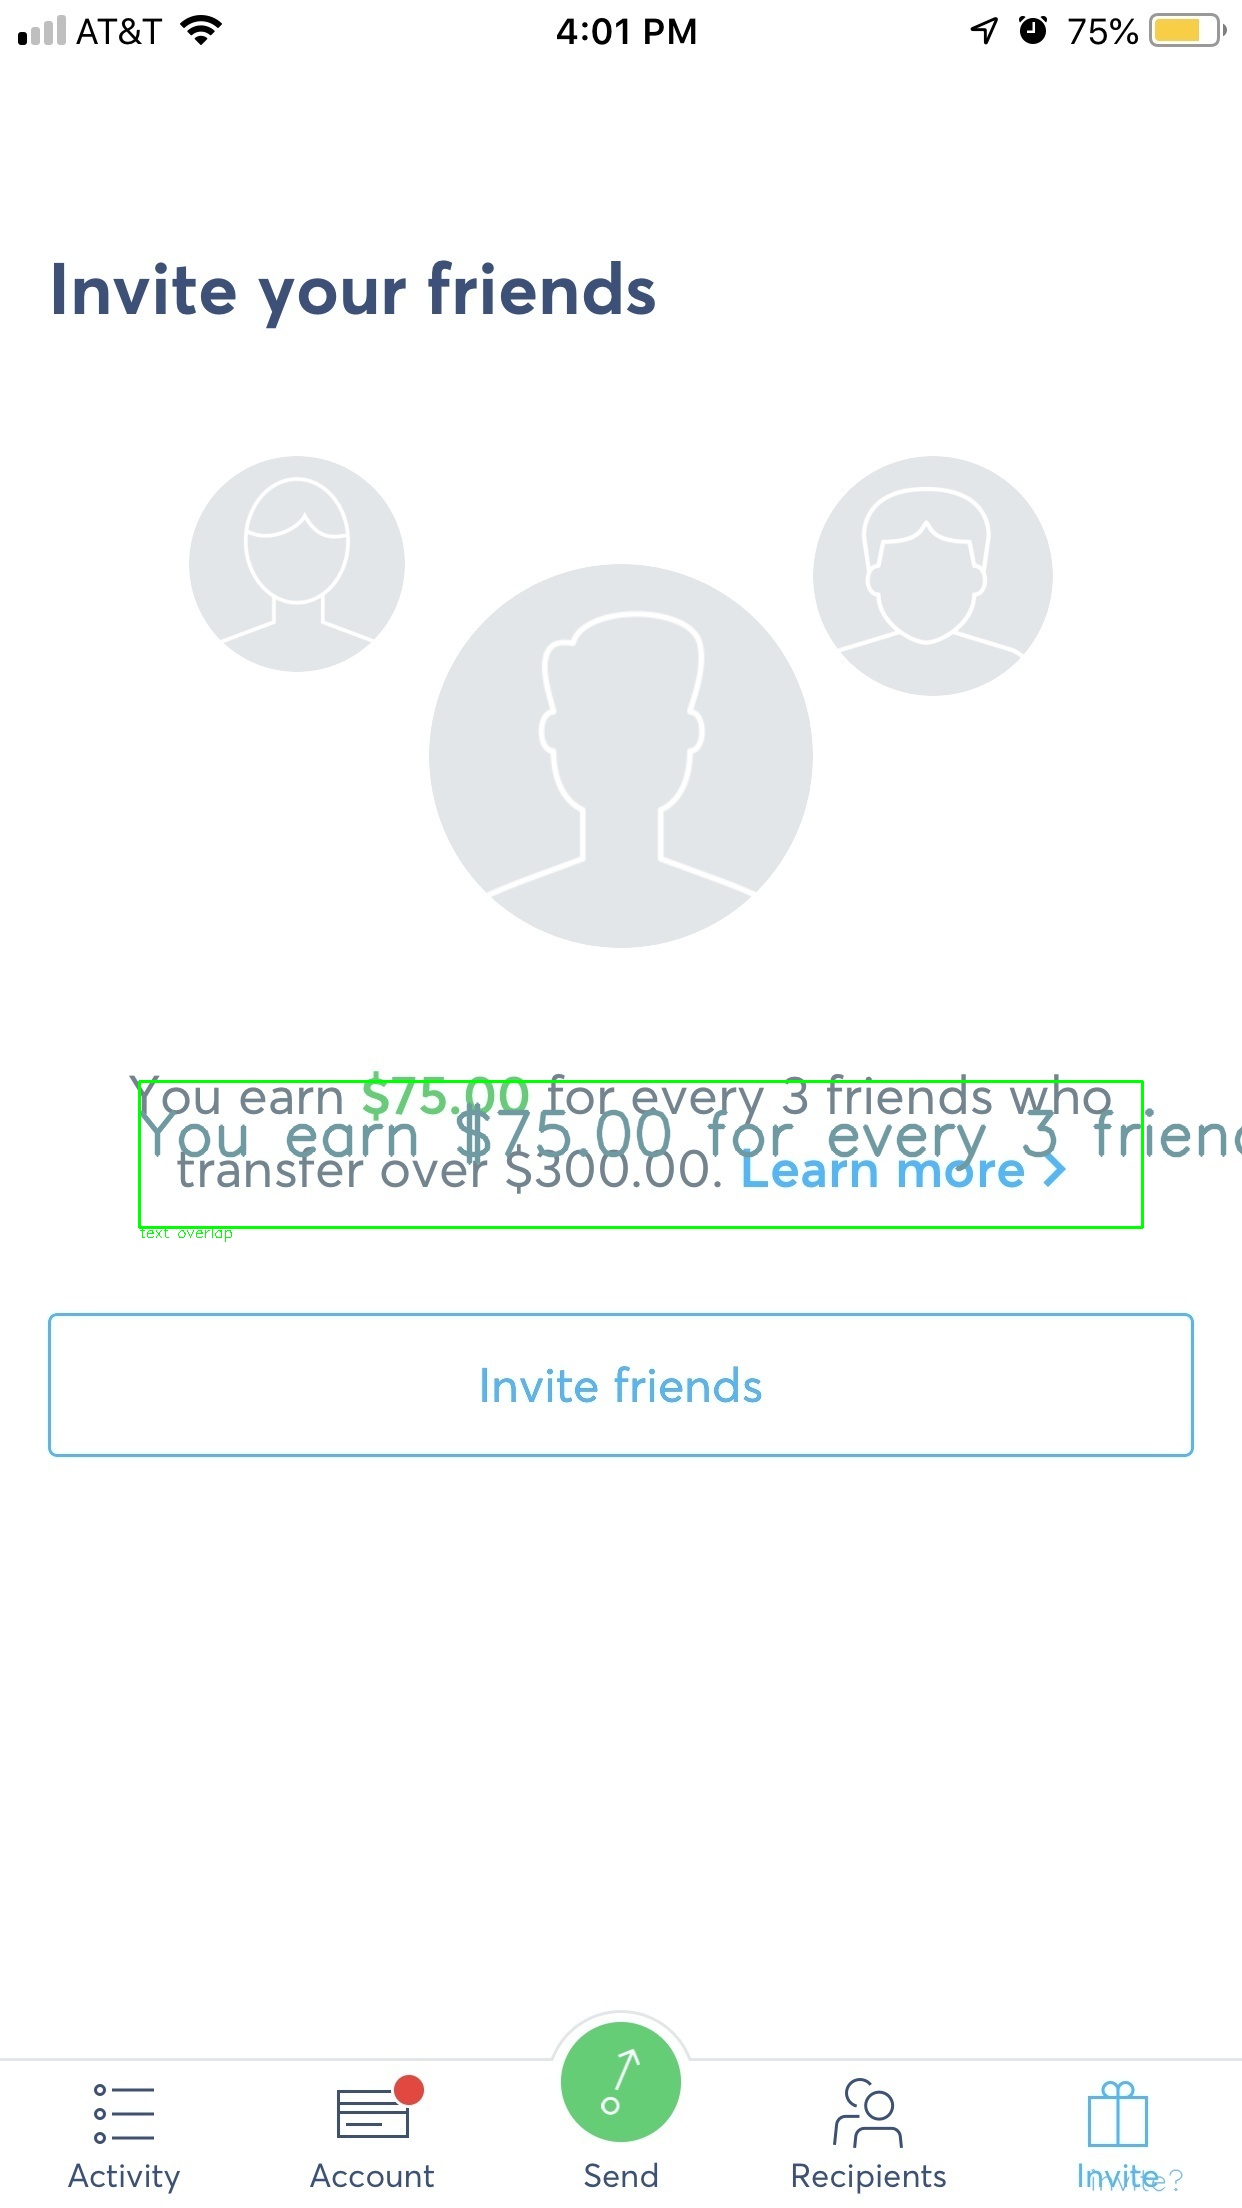 AT&T 4:01 PM 75%
Invite your friends
You earn $75.00 for every 3 friends who
You earn $75.00 for every 3 frien
transfer over $300.00. Learn more >
text overlap
Invite friends
Activity Account Send Recipients Invite
invite?